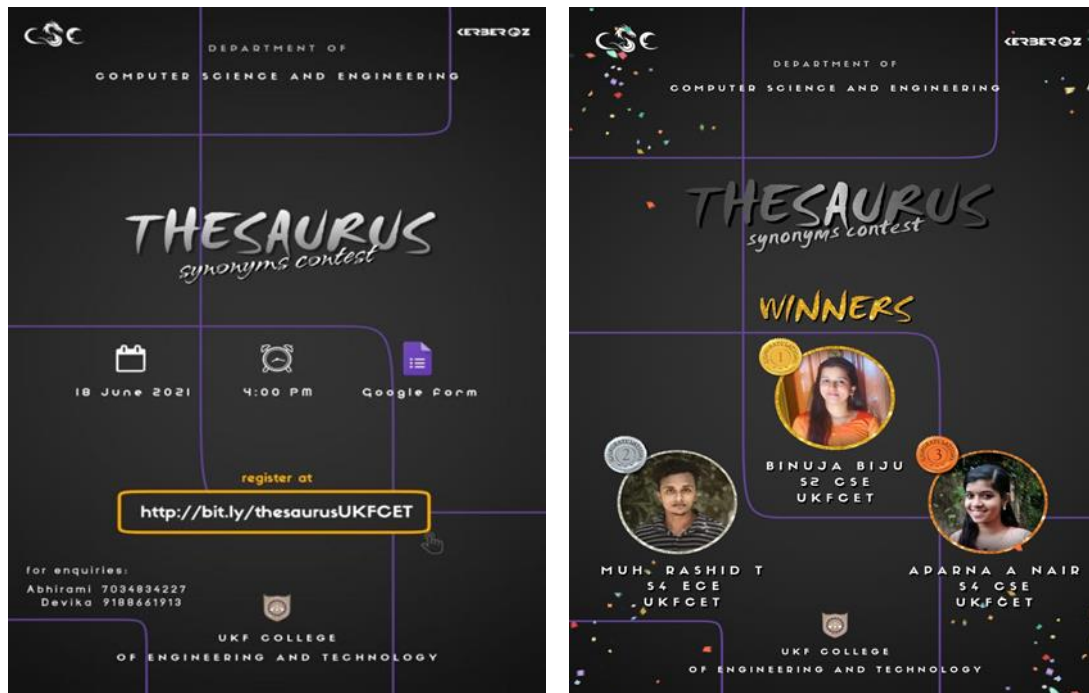 CSE
KERBEROZ
DEPARTMENT OF
COMPUTER SCIENCE AND ENGINEERING
THESAURUS
synonyms contest
18 June 2021
4:00 PM
Google Form
register at
http://bit.ly/thesaurusUKFCET
for enquiries:
Abhirami 7034834227
Devika 9188661913
UKF COLLEGE
OF ENGINEERING AND TECHNOLOGY
CSE
KERBEROZ
DEPARTMENT OF
COMPUTER SCIENCE AND ENGINEERING
THESAURUS
synonyms contest
WINNERS
1
BINUJA BIJU
S2 CSE
UKFCET
2
MUH. RASHID T
S4 ECE
UKFCET
3
APARNA A NAIR
S4 CSE
UKFCET
UKF COLLEGE
OF ENGINEERING AND TECHNOLOGY